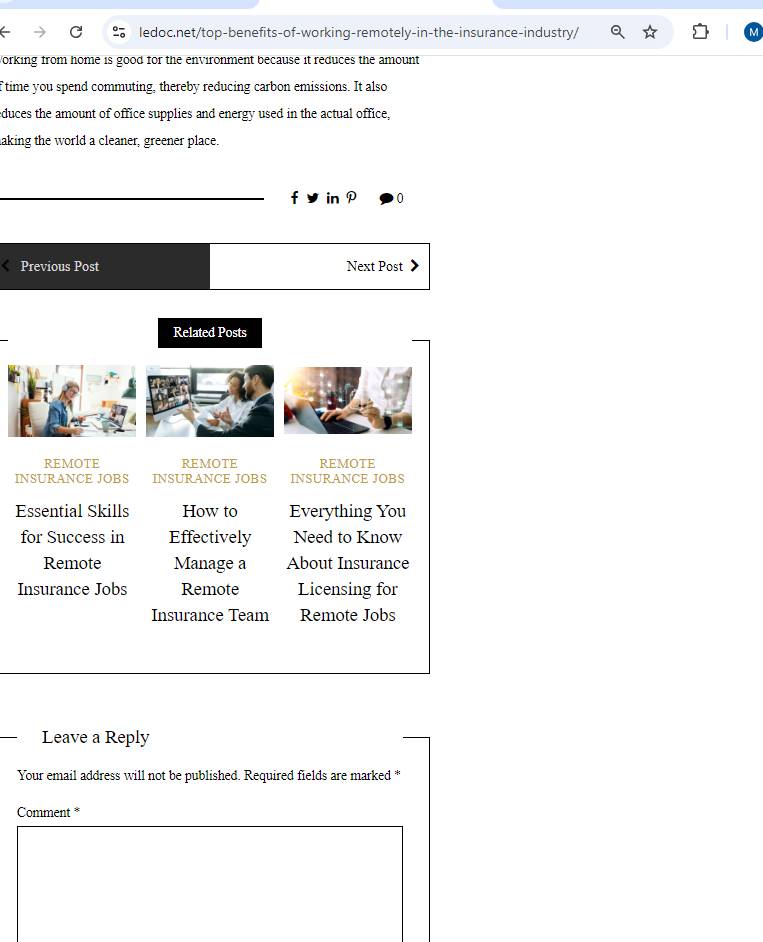 ledoc.net/top-benefits-of-working-remotely-in-the-insurance-industry/
M
orking from home is good for the environment because it reduces the amount
f time you spend commuting, thereby reducing carbon emissions. It also
educes the amount of office supplies and energy used in the actual office,
aking the world a cleaner, greener place.
0
Previous Post
Next Post
Related Posts
REMOTE
INSURANCE JOBS
Essential Skills
for Success in
Remote
Insurance Jobs
REMOTE
INSURANCE JOBS
How to
Effectively
Manage a
Remote
Insurance Team
REMOTE
INSURANCE JOBS
Everything You
Need to Know
About Insurance
Licensing for
Remote Jobs
Leave a Reply
Your email address will not be published. Required fields are marked *
Comment *